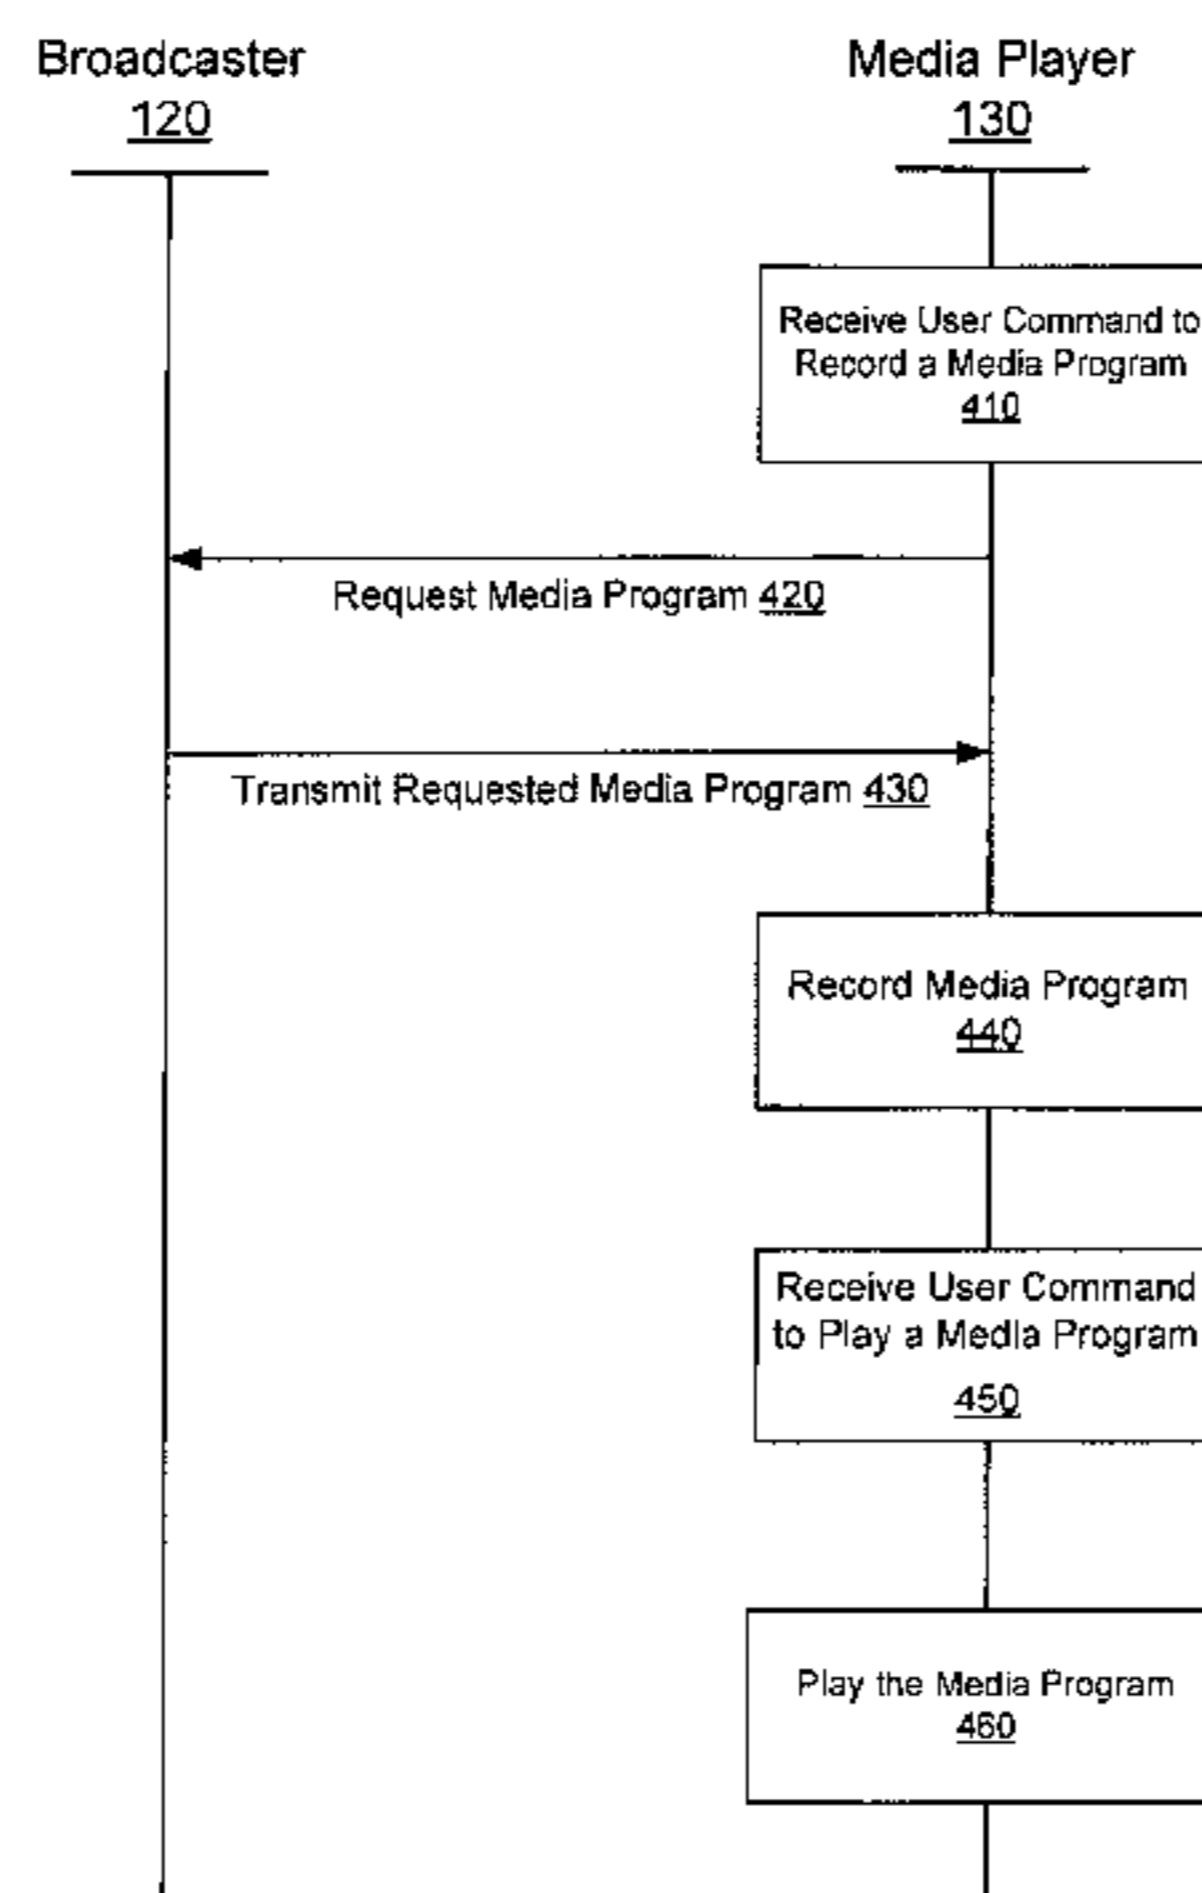 Broadcaster
120
Media Player
130
Receive User Command to
Record a Media Program
410
Request Media Program 420
Transmit Requested Media Program 430
Record Media Program
440
Receive User Command
to Play a Media Program
450
Play the Media Program
460